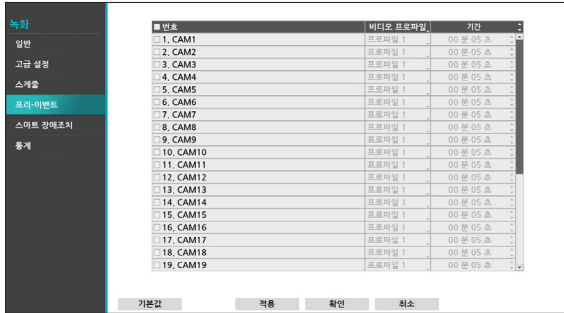 녹화
일반
고급 설정
스케줄
프리-이벤트
스마트 장애조치
통계
번호 비디오 프로파일 기간
1. CAM1 프로파일 1 00 분 05 초
2. CAM2 프로파일 1 00 분 05 초
3. CAM3 프로파일 1 00 분 05 초
4. CAM4 프로파일 1 00 분 05 초
5. CAM5 프로파일 1 00 분 05 초
6. CAM6 프로파일 1 00 분 05 초
7. CAM7 프로파일 1 00 분 05 초
8. CAM8 프로파일 1 00 분 05 초
9. CAM9 프로파일 1 00 분 05 초
10. CAM10 프로파일 1 00 분 05 초
11. CAM11 프로파일 1 00 분 05 초
12. CAM12 프로파일 1 00 분 05 초
13. CAM13 프로파일 1 00 분 05 초
14. CAM14 프로파일 1 00 분 05 초
15. CAM15 프로파일 1 00 분 05 초
16. CAM16 프로파일 1 00 분 05 초
17. CAM17 프로파일 1 00 분 05 초
18. CAM18 프로파일 1 00 분 05 초
19. CAM19 프로파일 1 00 분 05 초
기본값 적용 확인 취소